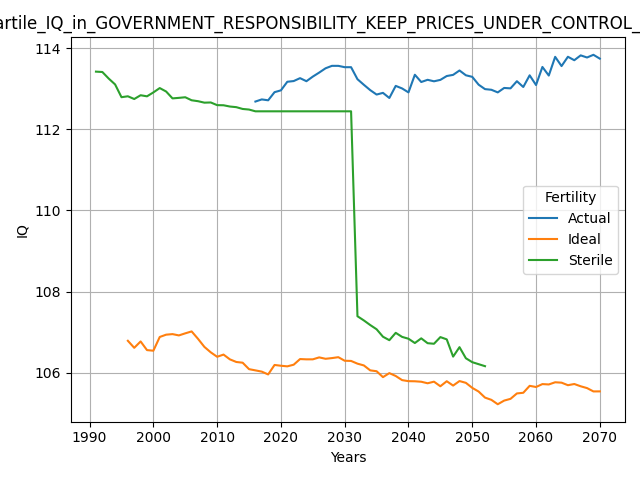 artile_IQ_in_GOVERNMENT_RESPONSIBILITY_KEEP_PRICES_UNDER_CONTROL_
114
112
110
108
106
IQ
Fertility
Actual
Ideal
Sterile
1990 2000 2010 2020 2030 2040 2050 2060 2070
Years